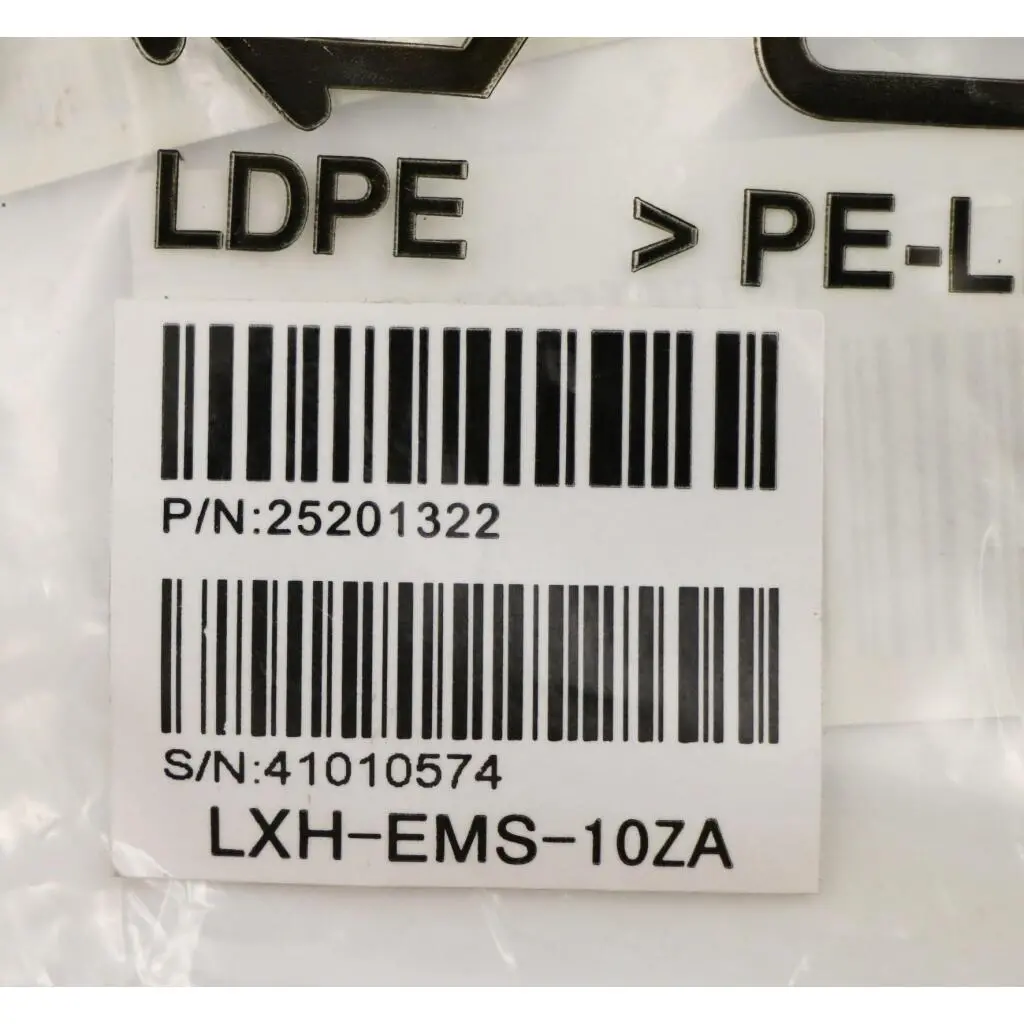 LDPE > PE-L
P/N:25201322
S/N:41010574
LXH-EMS-10ZA